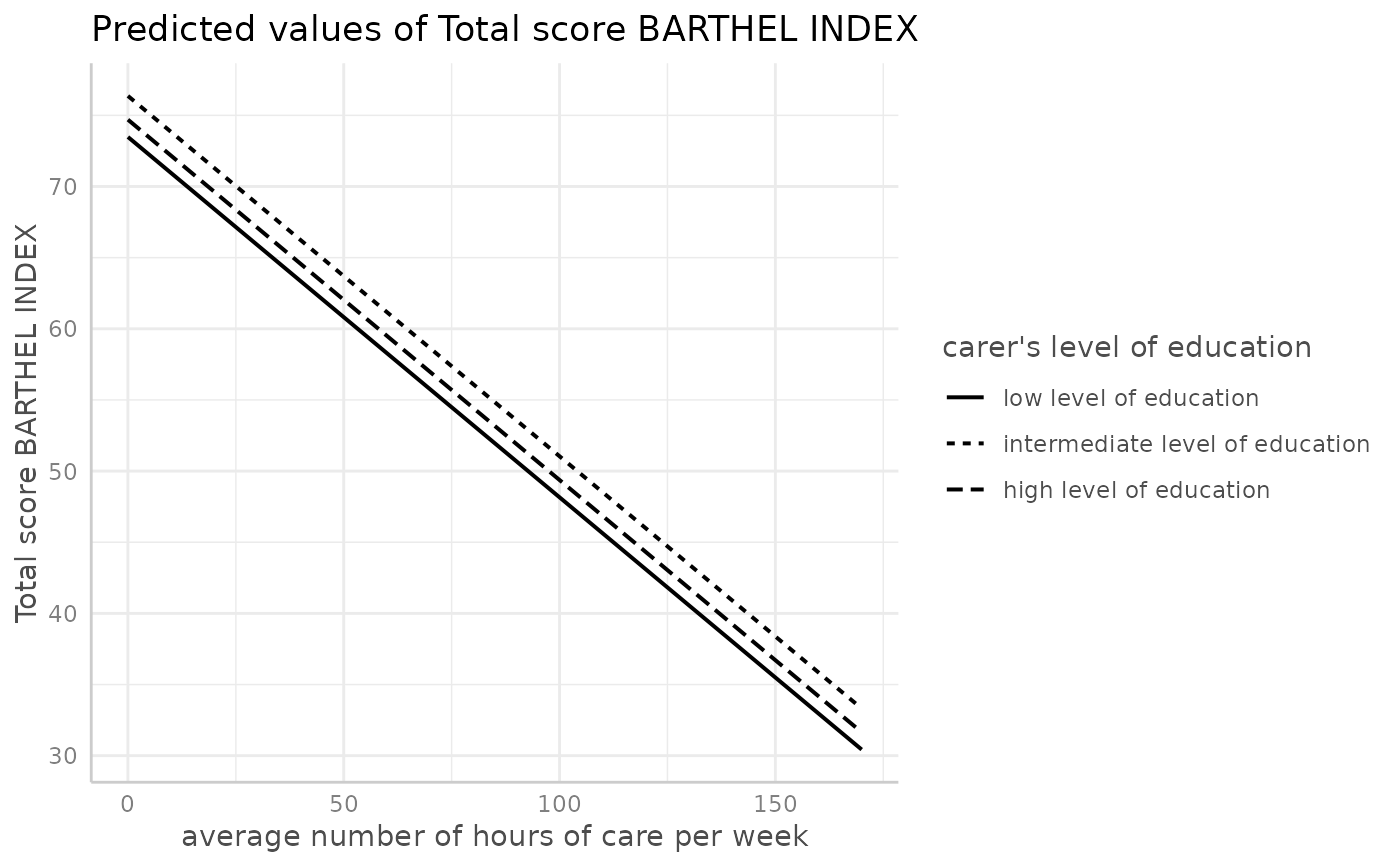 Predicted values of Total score BARTHEL INDEX
Total score BARTHEL INDEX
70
60
50
40
30
0
50
100
150
average number of hours of care per week
carer's level of education
low level of education
intermediate level of education
high level of education